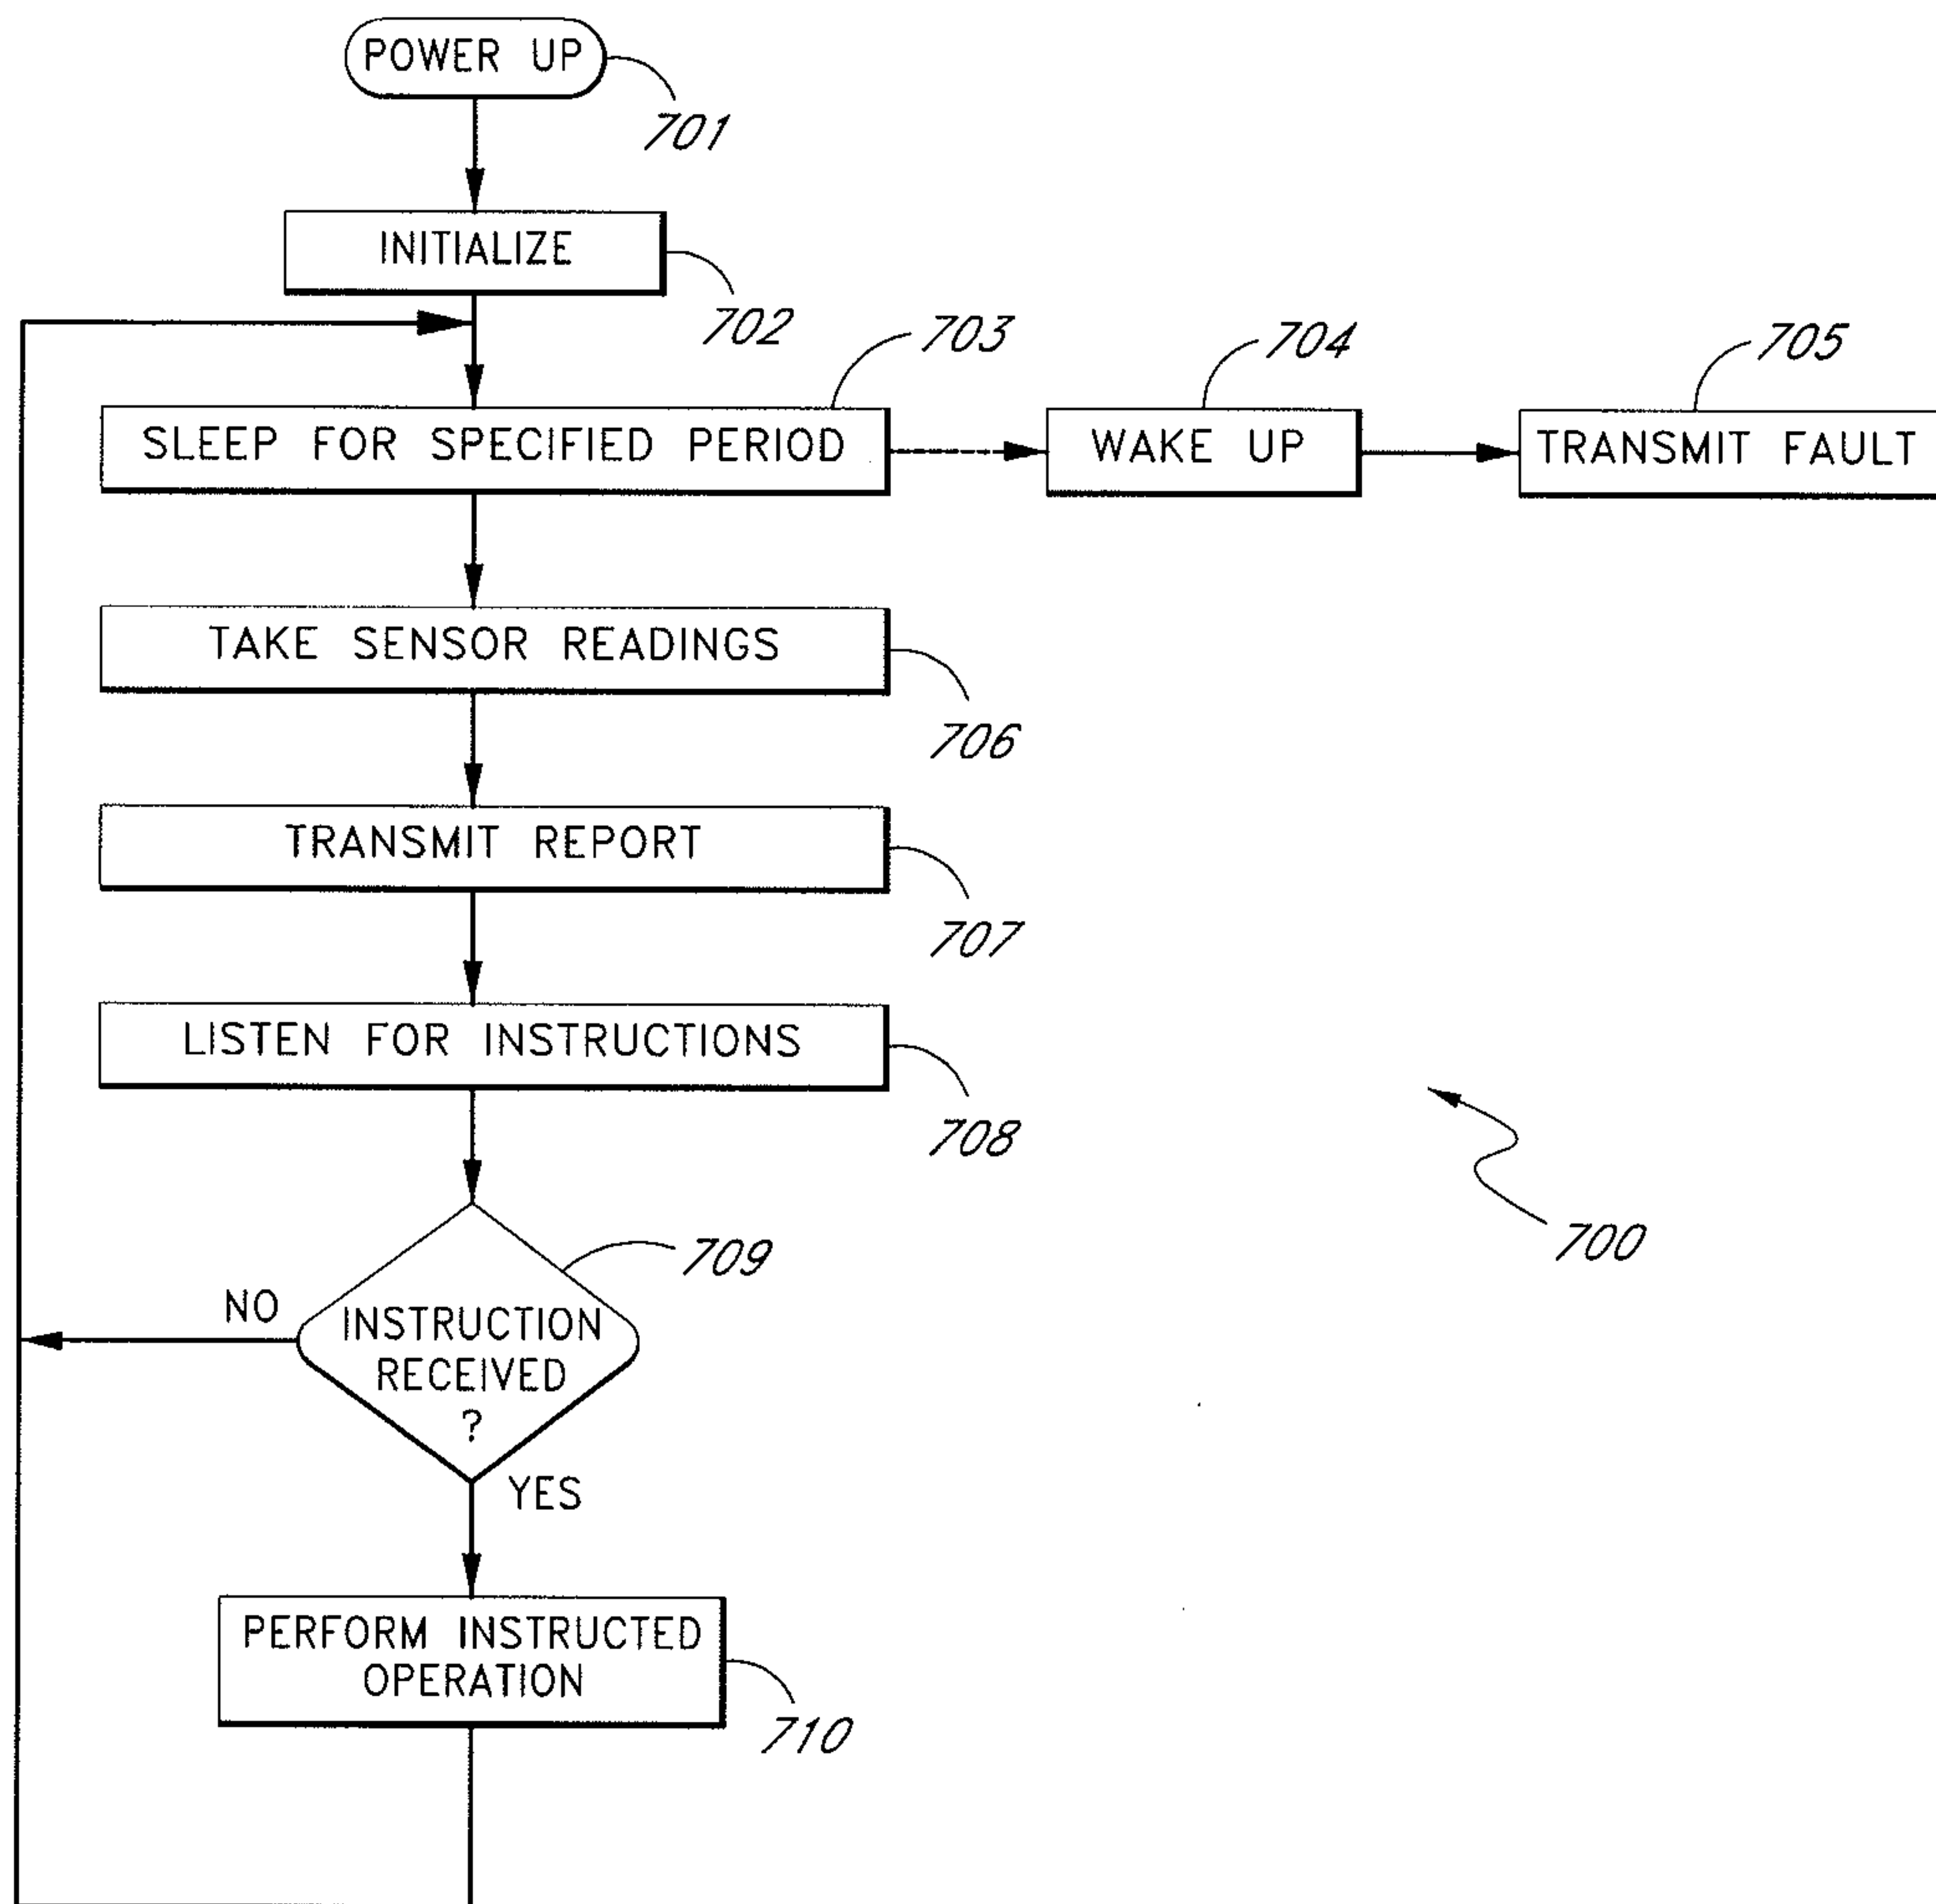 POWER UP
701
INITIALIZE
702
703
704
705
SLEEP FOR SPECIFIED PERIOD
WAKE UP
TRANSMIT FAULT
TAKE SENSOR READINGS
706
TRANSMIT REPORT
707
LISTEN FOR INSTRUCTIONS
708
709
700
NO
INSTRUCTION
RECEIVED
?
YES
PERFORM INSTRUCTED
OPERATION
710